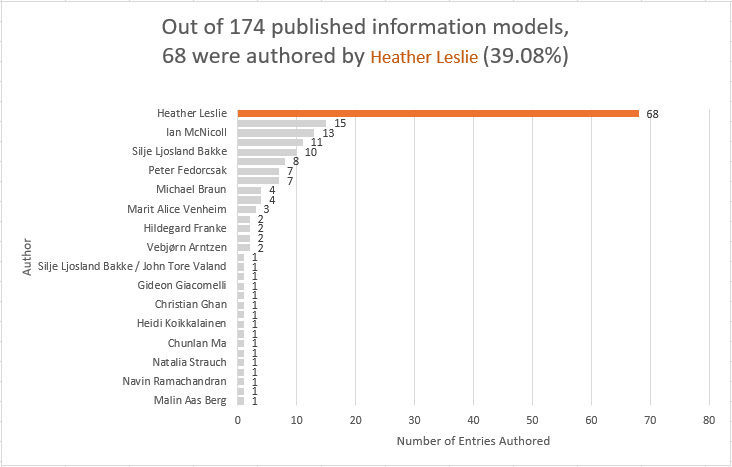 Out of 174 published information models,
68 were authored by Heather Leslie (39.08%)
Heather Leslie 68
15
Ian McNicoll 13
11
Silje Ljosland Bakke 10
8
Peter Fedorcsak 7
7
Michael Braun 4
4
Marit Alice Venheim 3
2
Hildegard Franke 2
2
Vebjørn Arntzen 2
1
Silje Ljosland Bakke / John Tore Valand 1
1
Gideon Giacomelli 1
1
Christian Ghan 1
1
Heidi Koikkalainen 1
1
Chunlan Ma 1
1
Natalia Strauch 1
1
Navin Ramachandran 1
1
Malin Aas Berg 1
Author
0 10 20 30 40 50 60 70 80
Number of Entries Authored